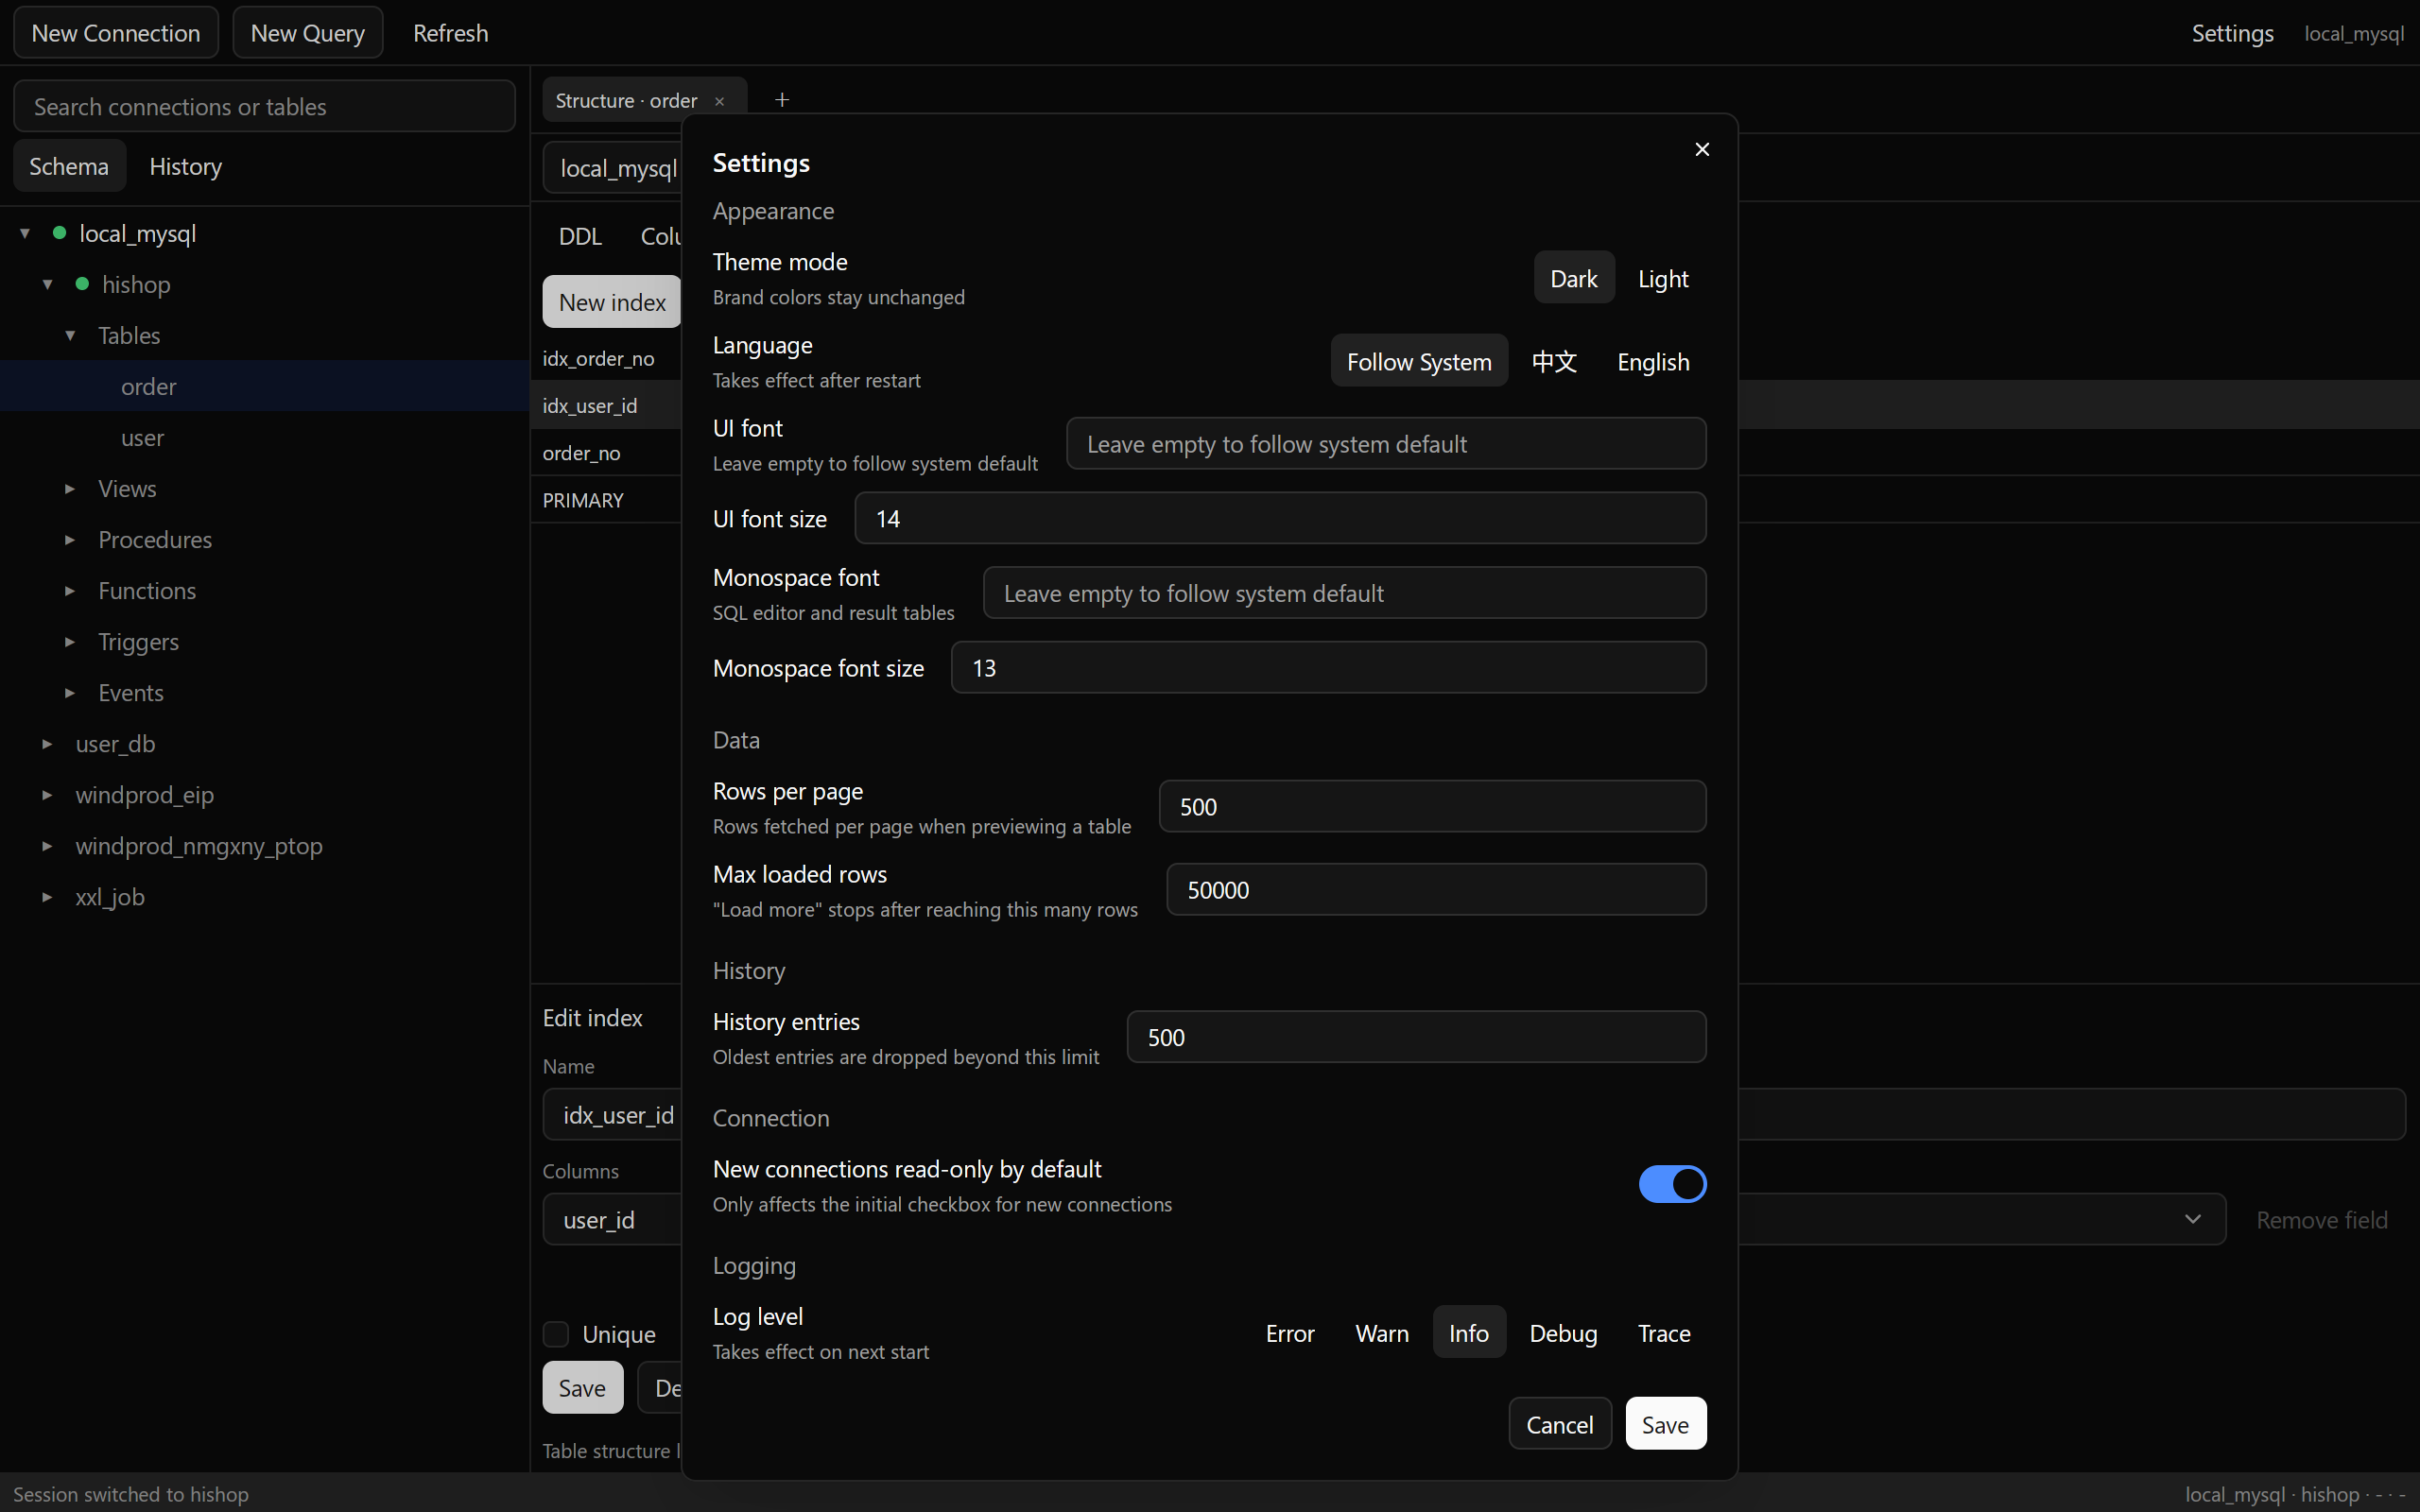 New Connection
New Query
Refresh
Settings
local_mysql
Search connections or tables
Schema
History
local_mysql
hishop
Tables
order
user
Views
Procedures
Functions
Triggers
Events
user_db
windprod_eip
windprod_nmgxny_ptop
xxl_job
Structure · order ×
+
local_mysql
DDL
New index
idx_order_no
idx_user_id
order_no
PRIMARY
Edit index
Name
idx_user_id
Columns
user_id
Remove field
Unique
Save
Table structure
Settings
×
Appearance
Theme mode
Brand colors stay unchanged
Dark
Light
Language
Takes effect after restart
Follow System
中文
English
UI font
Leave empty to follow system default
Leave empty to follow system default
UI font size
14
Monospace font
SQL editor and result tables
Leave empty to follow system default
Monospace font size
13
Data
Rows per page
Rows fetched per page when previewing a table
500
Max loaded rows
"Load more" stops after reaching this many rows
50000
History
History entries
Oldest entries are dropped beyond this limit
500
Connection
New connections read-only by default
Only affects the initial checkbox for new connections
Logging
Log level
Takes effect on next start
Error
Warn
Info
Debug
Trace
Cancel
Save
Session switched to hishop
local_mysql · hishop · - · -